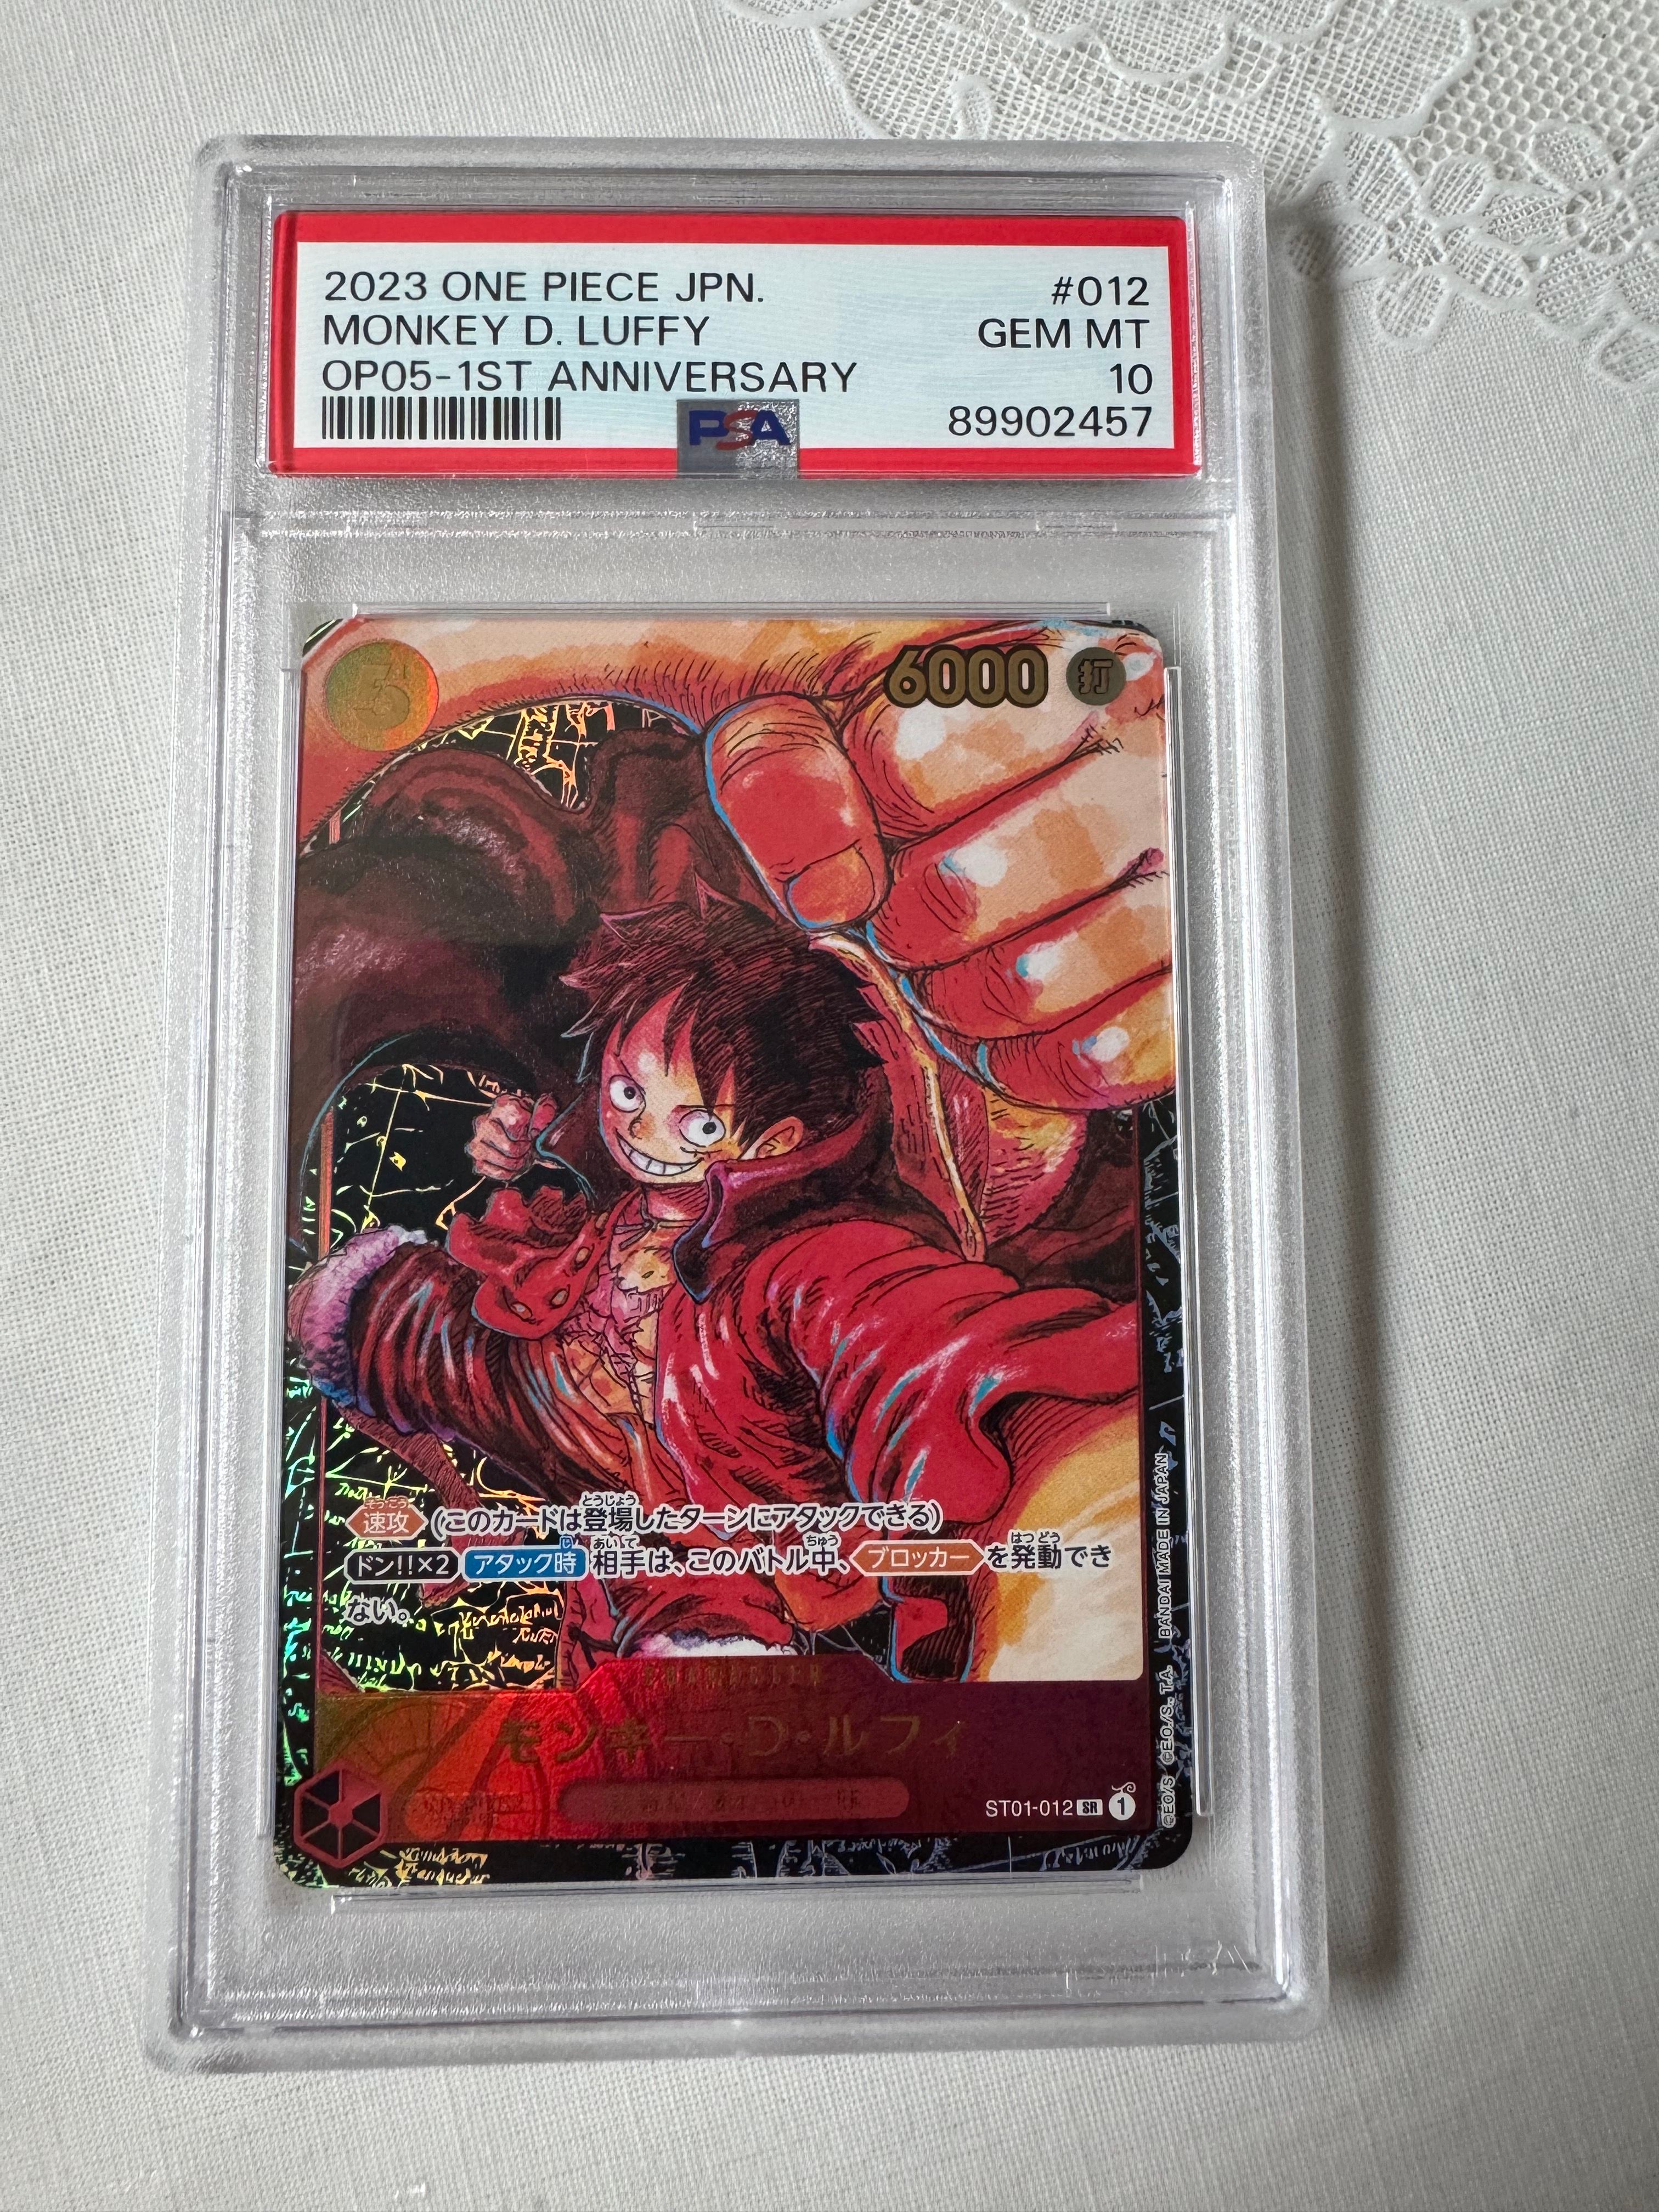 2023 ONE PIECE JPN. #012
MONKEY D. LUFFY GEM MT
OP05-1ST ANNIVERSARY 10
PSA 89902457
5 6000 打
速攻 (このカードは登場したターンにアタックできる)
ドン!!×2 アタック時 相手は、このバトル中、ブロッカーを発動でき
ない。
CHARACTER
モンキー・D・ルフィ
ST01-012 SR 1
©EO/S ©E.O./S., T.A. BANDAI MADE IN JAPAN